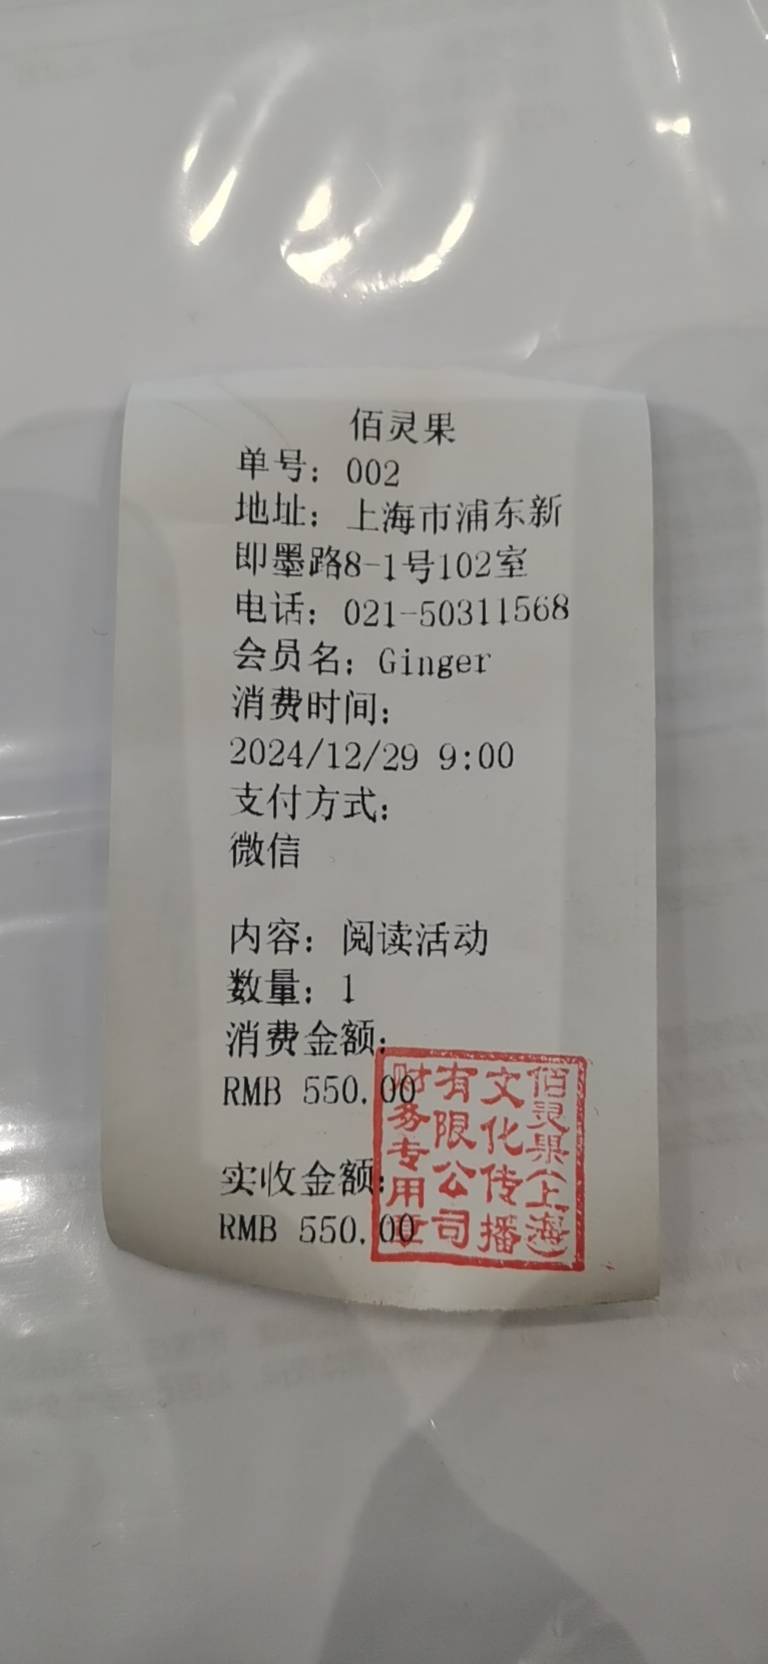 佰灵果
单号：002
地址：上海市浦东新
即墨路8-1号102室
电话：021-50311568
会员名：Ginger
消费时间：
2024/12/29 9:00
支付方式：
微信
内容：阅读活动
数量：1
消费金额：
RMB 550.00
实收金额：
RMB 550.00
佰灵果（上海）
文化传播
有限公司
财务专用章